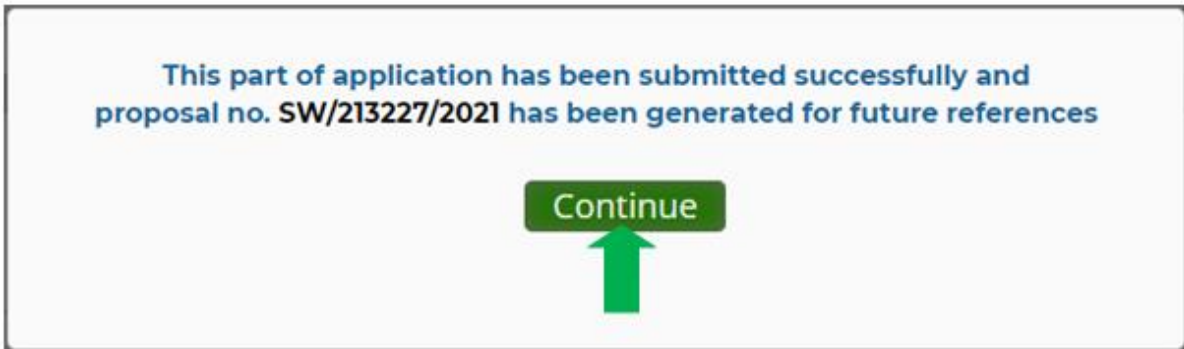 This part of application has been submitted successfully and
proposal no. SW/213227/2021 has been generated for future references
Continue